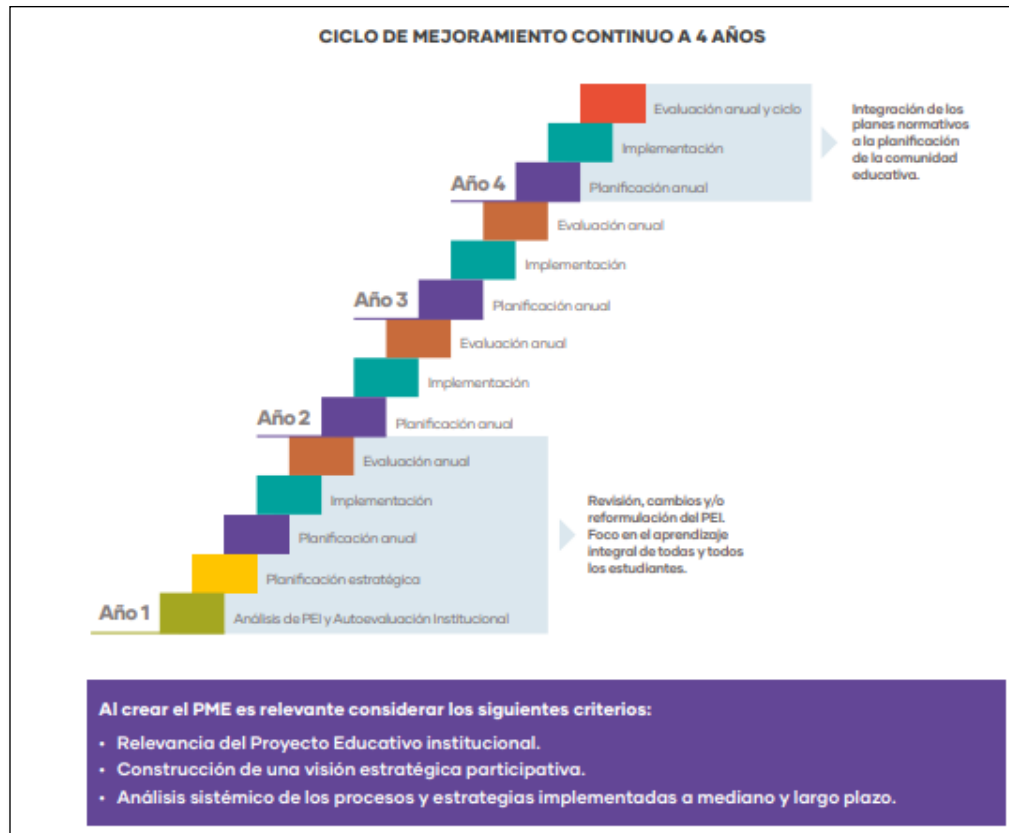 CICLO DE MEJORAMIENTO CONTINUO A 4 AÑOS
Evaluación anual y ciclo
Implementación
Año 4
Planificación anual
Integración de los
planes normativos
a la planificación
de la comunidad
educativa.
Evaluación anual
Implementación
Año 3
Planificación anual
Evaluación anual
Implementación
Año 2
Planificación anual
Evaluación anual
Implementación
Planificación anual
Planificación estratégica
Año 1
Análisis de PEI y Autoevaluación Institucional
Revisión, cambios y/o
reformulación del PEI.
Foco en el aprendizaje
integral de todas y todos
los estudiantes.
Al crear el PME es relevante considerar los siguientes criterios:
• Relevancia del Proyecto Educativo institucional.
• Construcción de una visión estratégica participativa.
• Análisis sistémico de los procesos y estrategias implementadas a mediano y largo plazo.